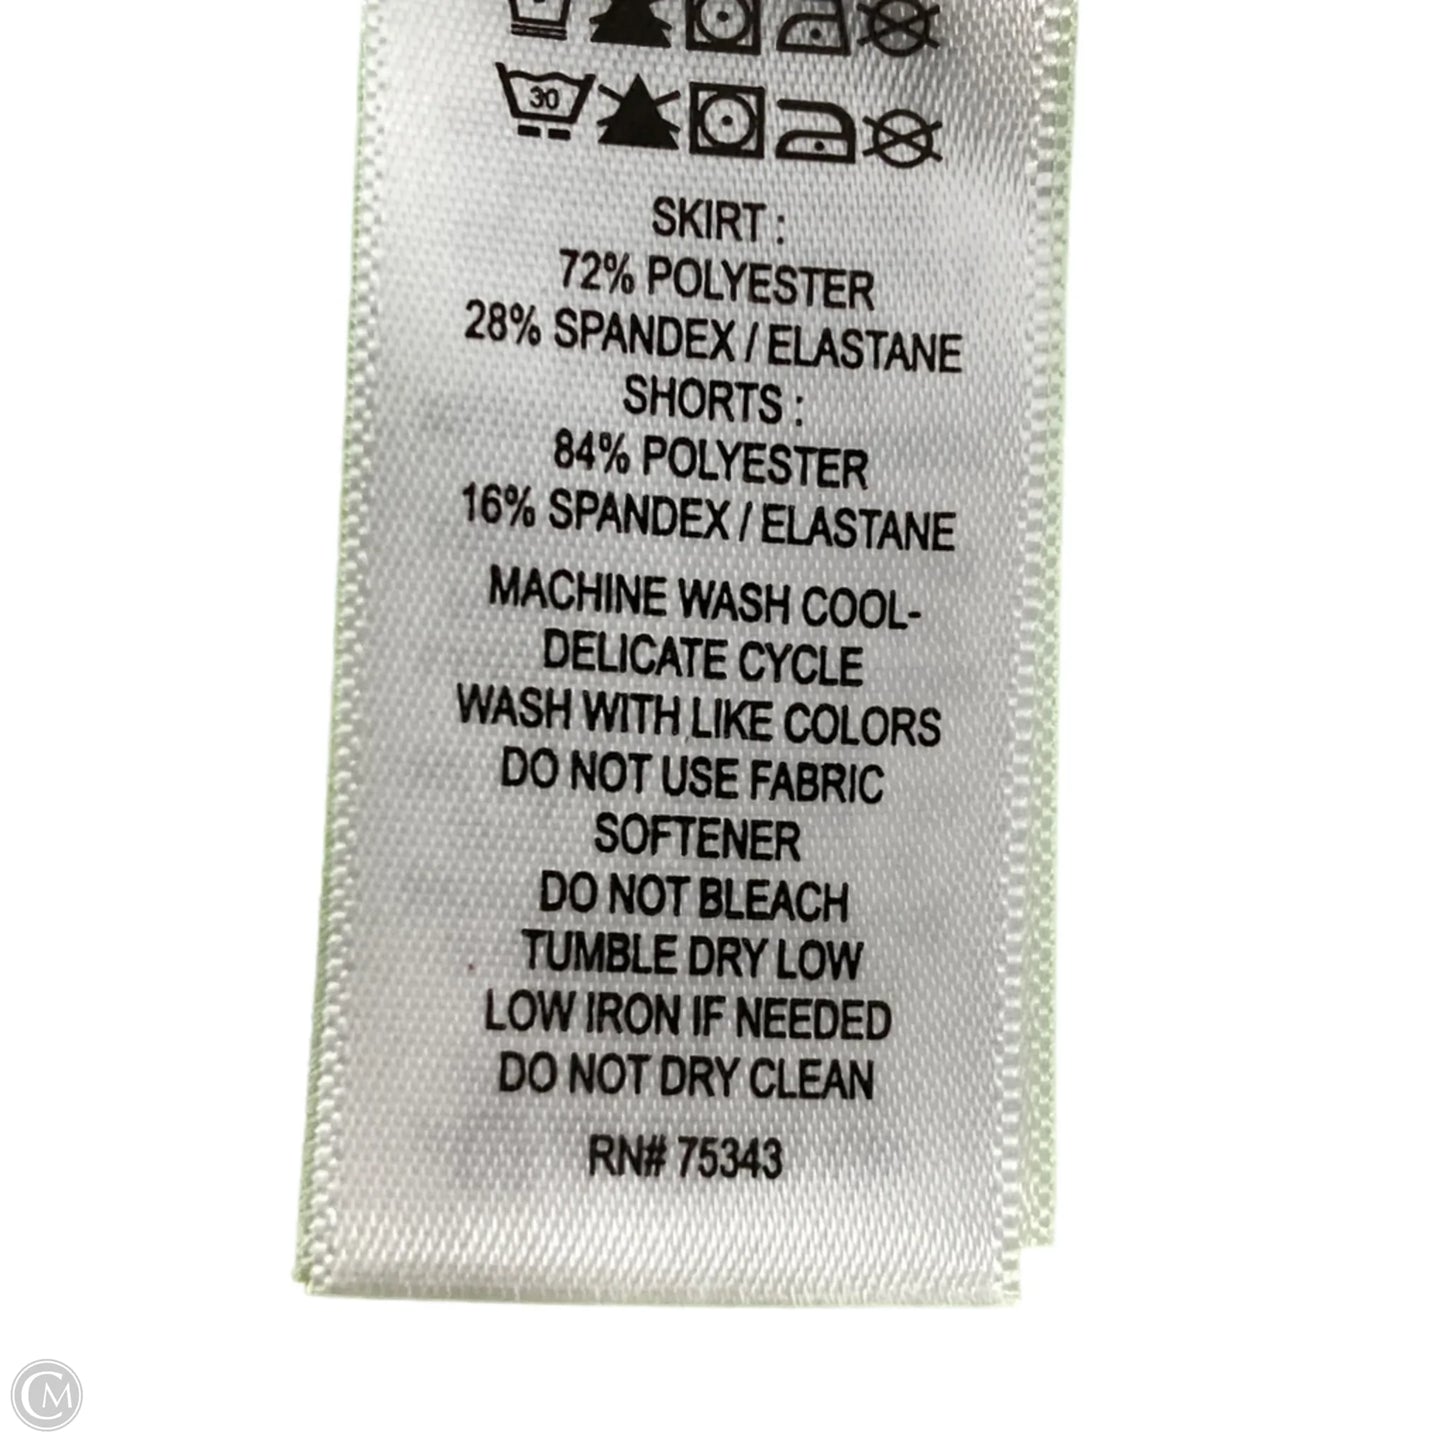 30
SKIRT :
72% POLYESTER
28% SPANDEX / ELASTANE
SHORTS :
84% POLYESTER
16% SPANDEX / ELASTANE
MACHINE WASH COOL-
DELICATE CYCLE
WASH WITH LIKE COLORS
DO NOT USE FABRIC
SOFTENER
DO NOT BLEACH
TUMBLE DRY LOW
LOW IRON IF NEEDED
DO NOT DRY CLEAN
RN# 75343
CM